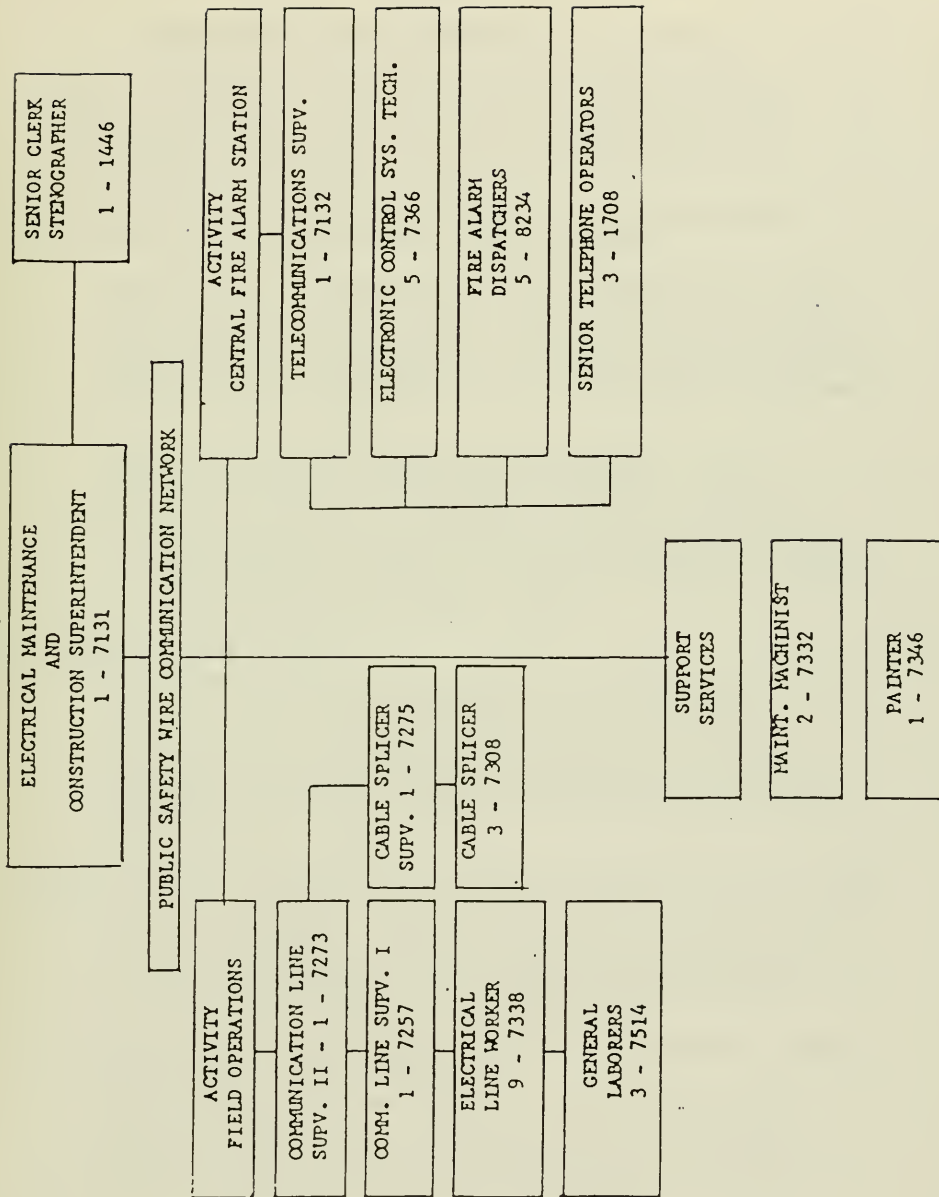 ELECTRICAL MAINTENANCE
AND
CONSTRUCTION SUPERINTENDENT
1 - 7131
SENIOR CLERK
STENOGRAPHER
1 - 1446
PUBLIC SAFETY WIRE COMMUNICATION NETWORK
ACTIVITY
FIELD OPERATIONS
COMMUNICATION LINE
SUPV. II - 1 - 7273
COMM. LINE SUPV. I
1 - 7257
ELECTRICAL
LINE WORKER
9 - 7338
GENERAL
LABORERS
3 - 7514
CABLE SPLICER
SUPV. 1 - 7275
CABLE SPLICER
3 - 7308
ACTIVITY
CENTRAL FIRE ALARM STATION
TELECOMMUNICATIONS SUPV.
1 - 7132
ELECTRONIC CONTROL SYS. TECH.
5 - 7366
FIRE ALARM
DISPATCHERS
5 - 8234
SENIOR TELEPHONE OPERATORS
3 - 1708
SUPPORT
SERVICES
MAINT. MACHINIST
2 - 7332
PAINTER
1 - 7346